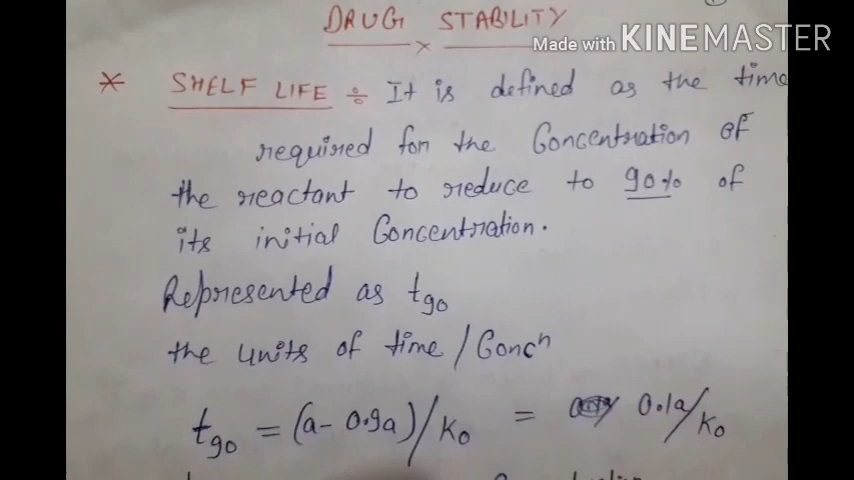 DRUG STABILITY
Made with KINEMASTER
* SHELF LIFE ÷ It is defined as the time
required for the Concentration of
the reactant to reduce to 90% of
its initial Concentration.
Represented as t90
the units of time / Concn
t90 = (a - 0.9a) / K0 = 0.1a / K0